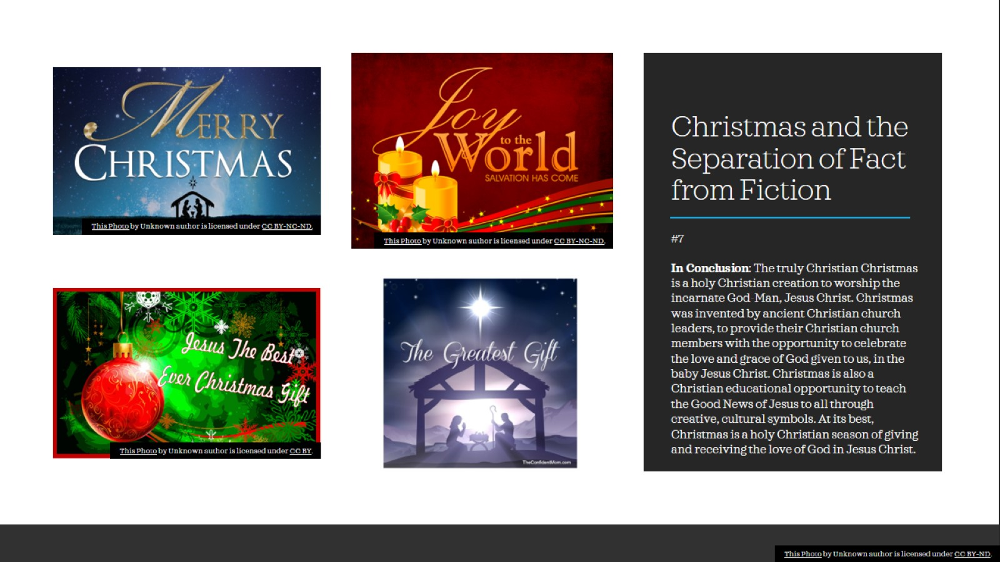 MERRY
CHRISTMAS
This Photo by Unknown author is licensed under CC BY-NC-ND.
Joy
to the
World
SALVATION HAS COME
This Photo by Unknown author is licensed under CC BY-NC-ND.
Jesus The Best
Ever Christmas Gift
This Photo by Unknown author is licensed under CC BY.
The Greatest Gift
TheConfidentMom.com
Christmas and the
Separation of Fact
from Fiction
#7
In Conclusion: The truly Christian Christmas
is a holy Christian creation to worship the
incarnate God-Man, Jesus Christ. Christmas
was invented by ancient Christian church
leaders, to provide their Christian church
members with the opportunity to celebrate
the love and grace of God given to us, in the
baby Jesus Christ. Christmas is also a
Christian educational opportunity to teach
the Good News of Jesus to all through
creative, cultural symbols. At its best,
Christmas is a holy Christian season of giving
and receiving the love of God in Jesus Christ.
This Photo by Unknown author is licensed under CC BY-ND.